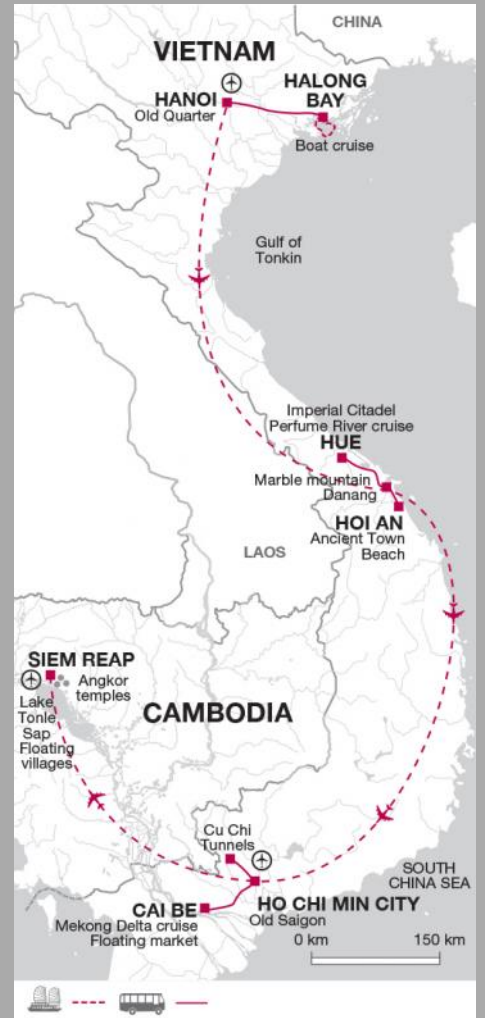 CHINA
VIETNAM
HANOI
Old Quarter
HALONG
BAY
Boat cruise
Gulf of
Tonkin
Imperial Citadel
Perfume River cruise
HUE
Marble mountain
Danang
HOI AN
Ancient Town
Beach
LAOS
SIEM REAP
Angkor
temples
Lake
Tonle
Sap
Floating
villages
CAMBODIA
Cu Chi
Tunnels
SOUTH
CHINA SEA
CAI BE
Mekong Delta cruise
Floating market
HO CHI MIN CITY
Old Saigon
0 km 150 km